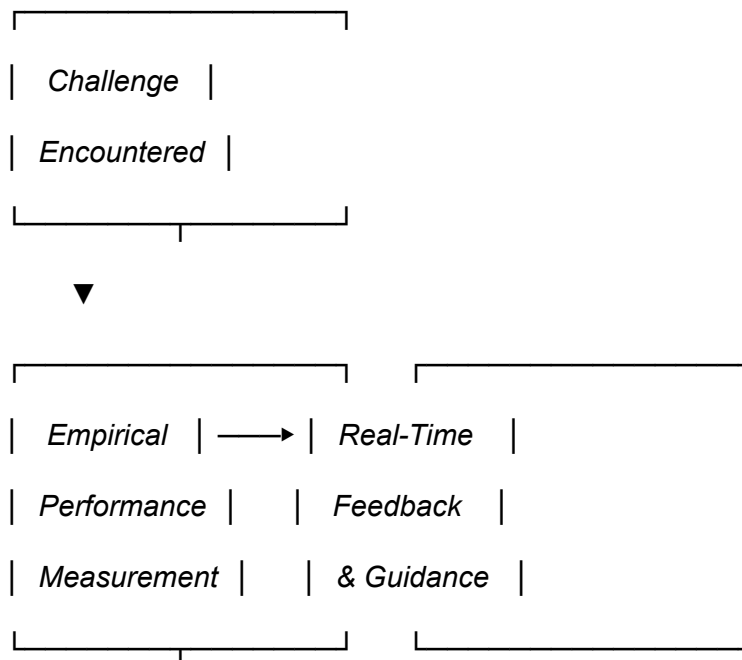 Challenge
Encountered
Empirical Real-Time
Performance Feedback
Measurement & Guidance